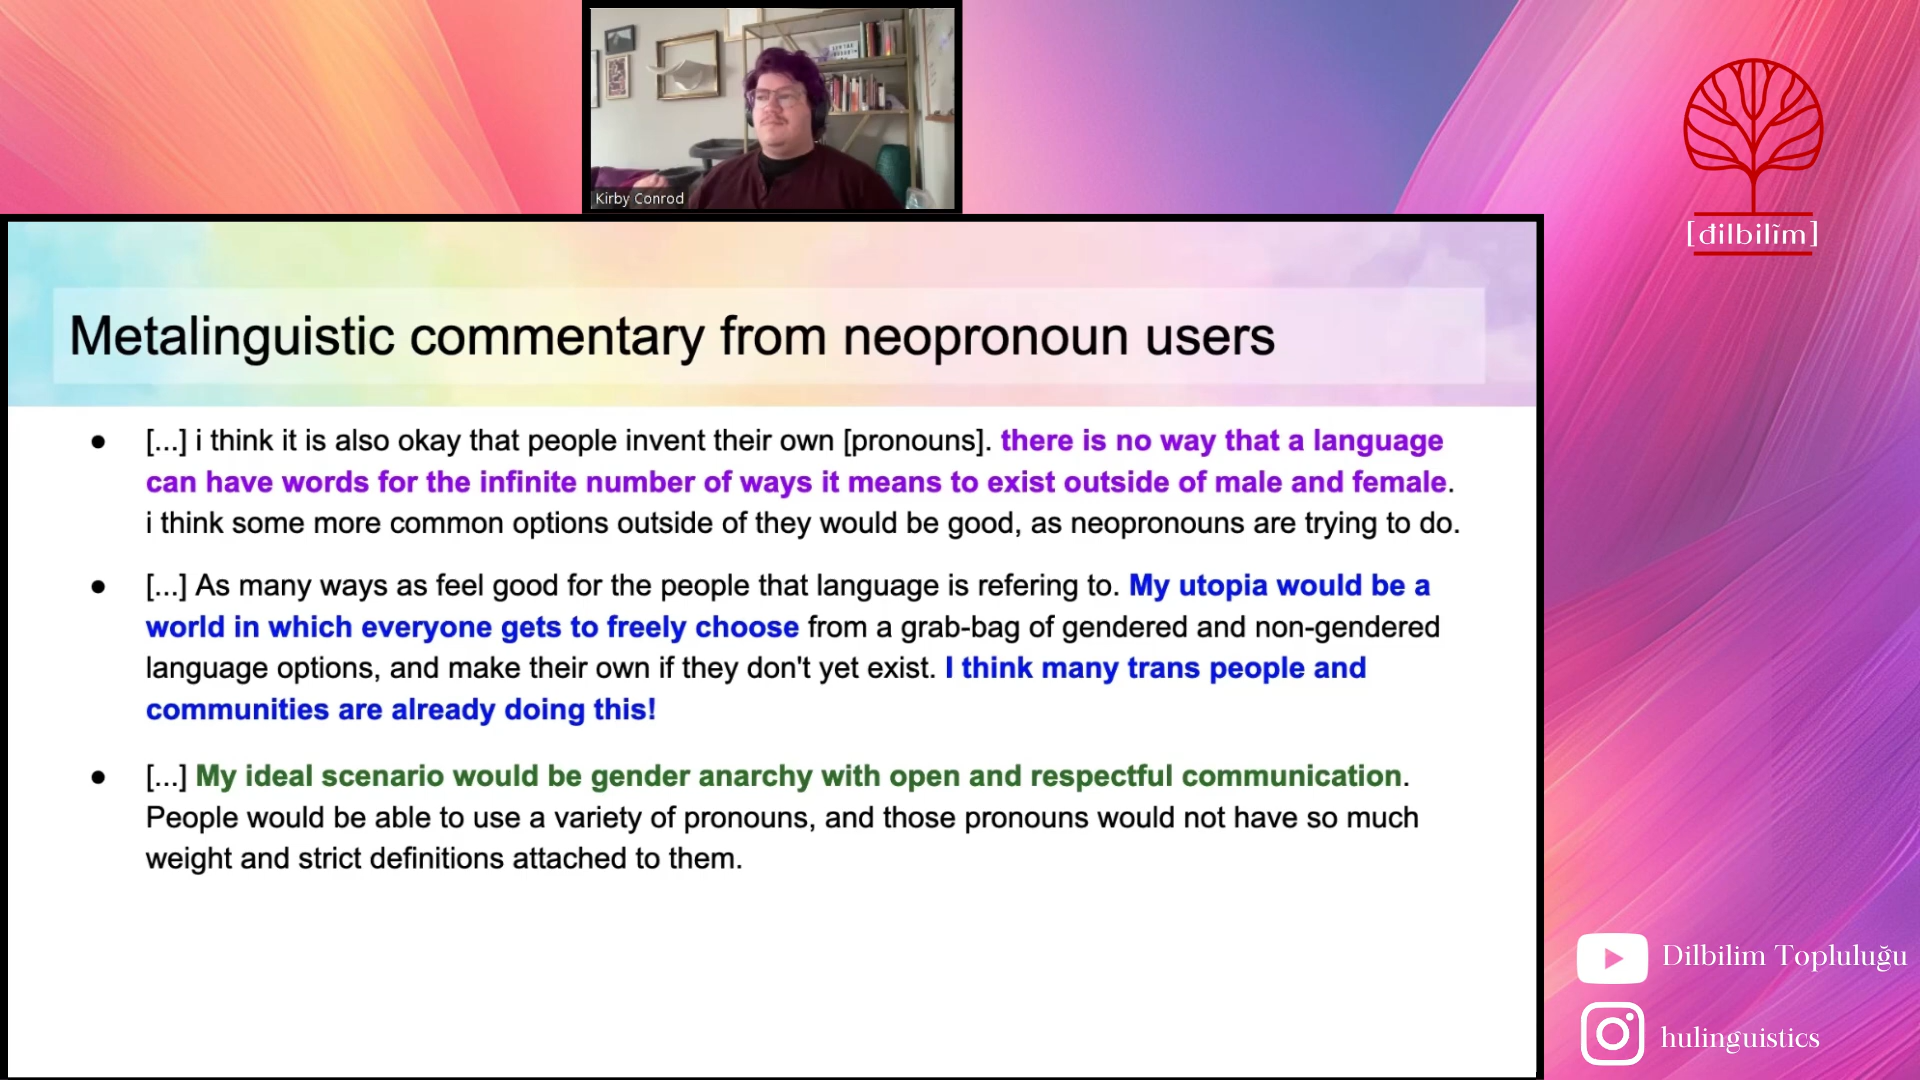 Kirby Conrod
[đilbilĩm]
Metalinguistic commentary from neopronoun users
● [...] i think it is also okay that people invent their own [pronouns]. there is no way that a language
can have words for the infinite number of ways it means to exist outside of male and female.
i think some more common options outside of they would be good, as neopronouns are trying to do.
● [...] As many ways as feel good for the people that language is refering to. My utopia would be a
world in which everyone gets to freely choose from a grab-bag of gendered and non-gendered
language options, and make their own if they don't yet exist. I think many trans people and
communities are already doing this!
● [...] My ideal scenario would be gender anarchy with open and respectful communication.
People would be able to use a variety of pronouns, and those pronouns would not have so much
weight and strict definitions attached to them.
Dilbilim Topluluğu
hulinguistics